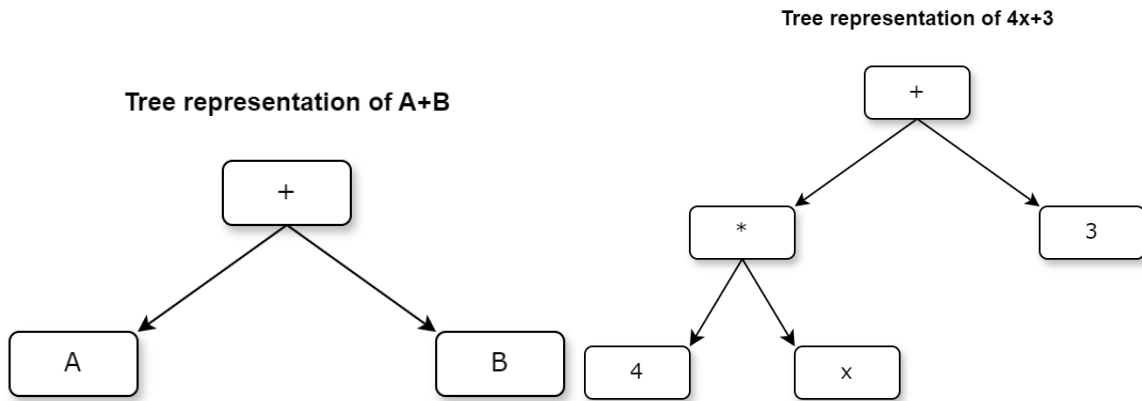 Tree representation of A+B
+
A
B
Tree representation of 4x+3
+
*
3
4
x